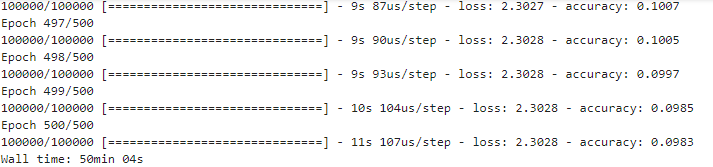 100000/100000 [==============================] - 9s 87us/step - loss: 2.3027 - accuracy: 0.1007
Epoch 497/500
100000/100000 [==============================] - 9s 90us/step - loss: 2.3028 - accuracy: 0.1005
Epoch 498/500
100000/100000 [==============================] - 9s 93us/step - loss: 2.3028 - accuracy: 0.0997
Epoch 499/500
100000/100000 [==============================] - 10s 104us/step - loss: 2.3028 - accuracy: 0.0985
Epoch 500/500
100000/100000 [==============================] - 11s 107us/step - loss: 2.3028 - accuracy: 0.0983
Wall time: 50min 04s